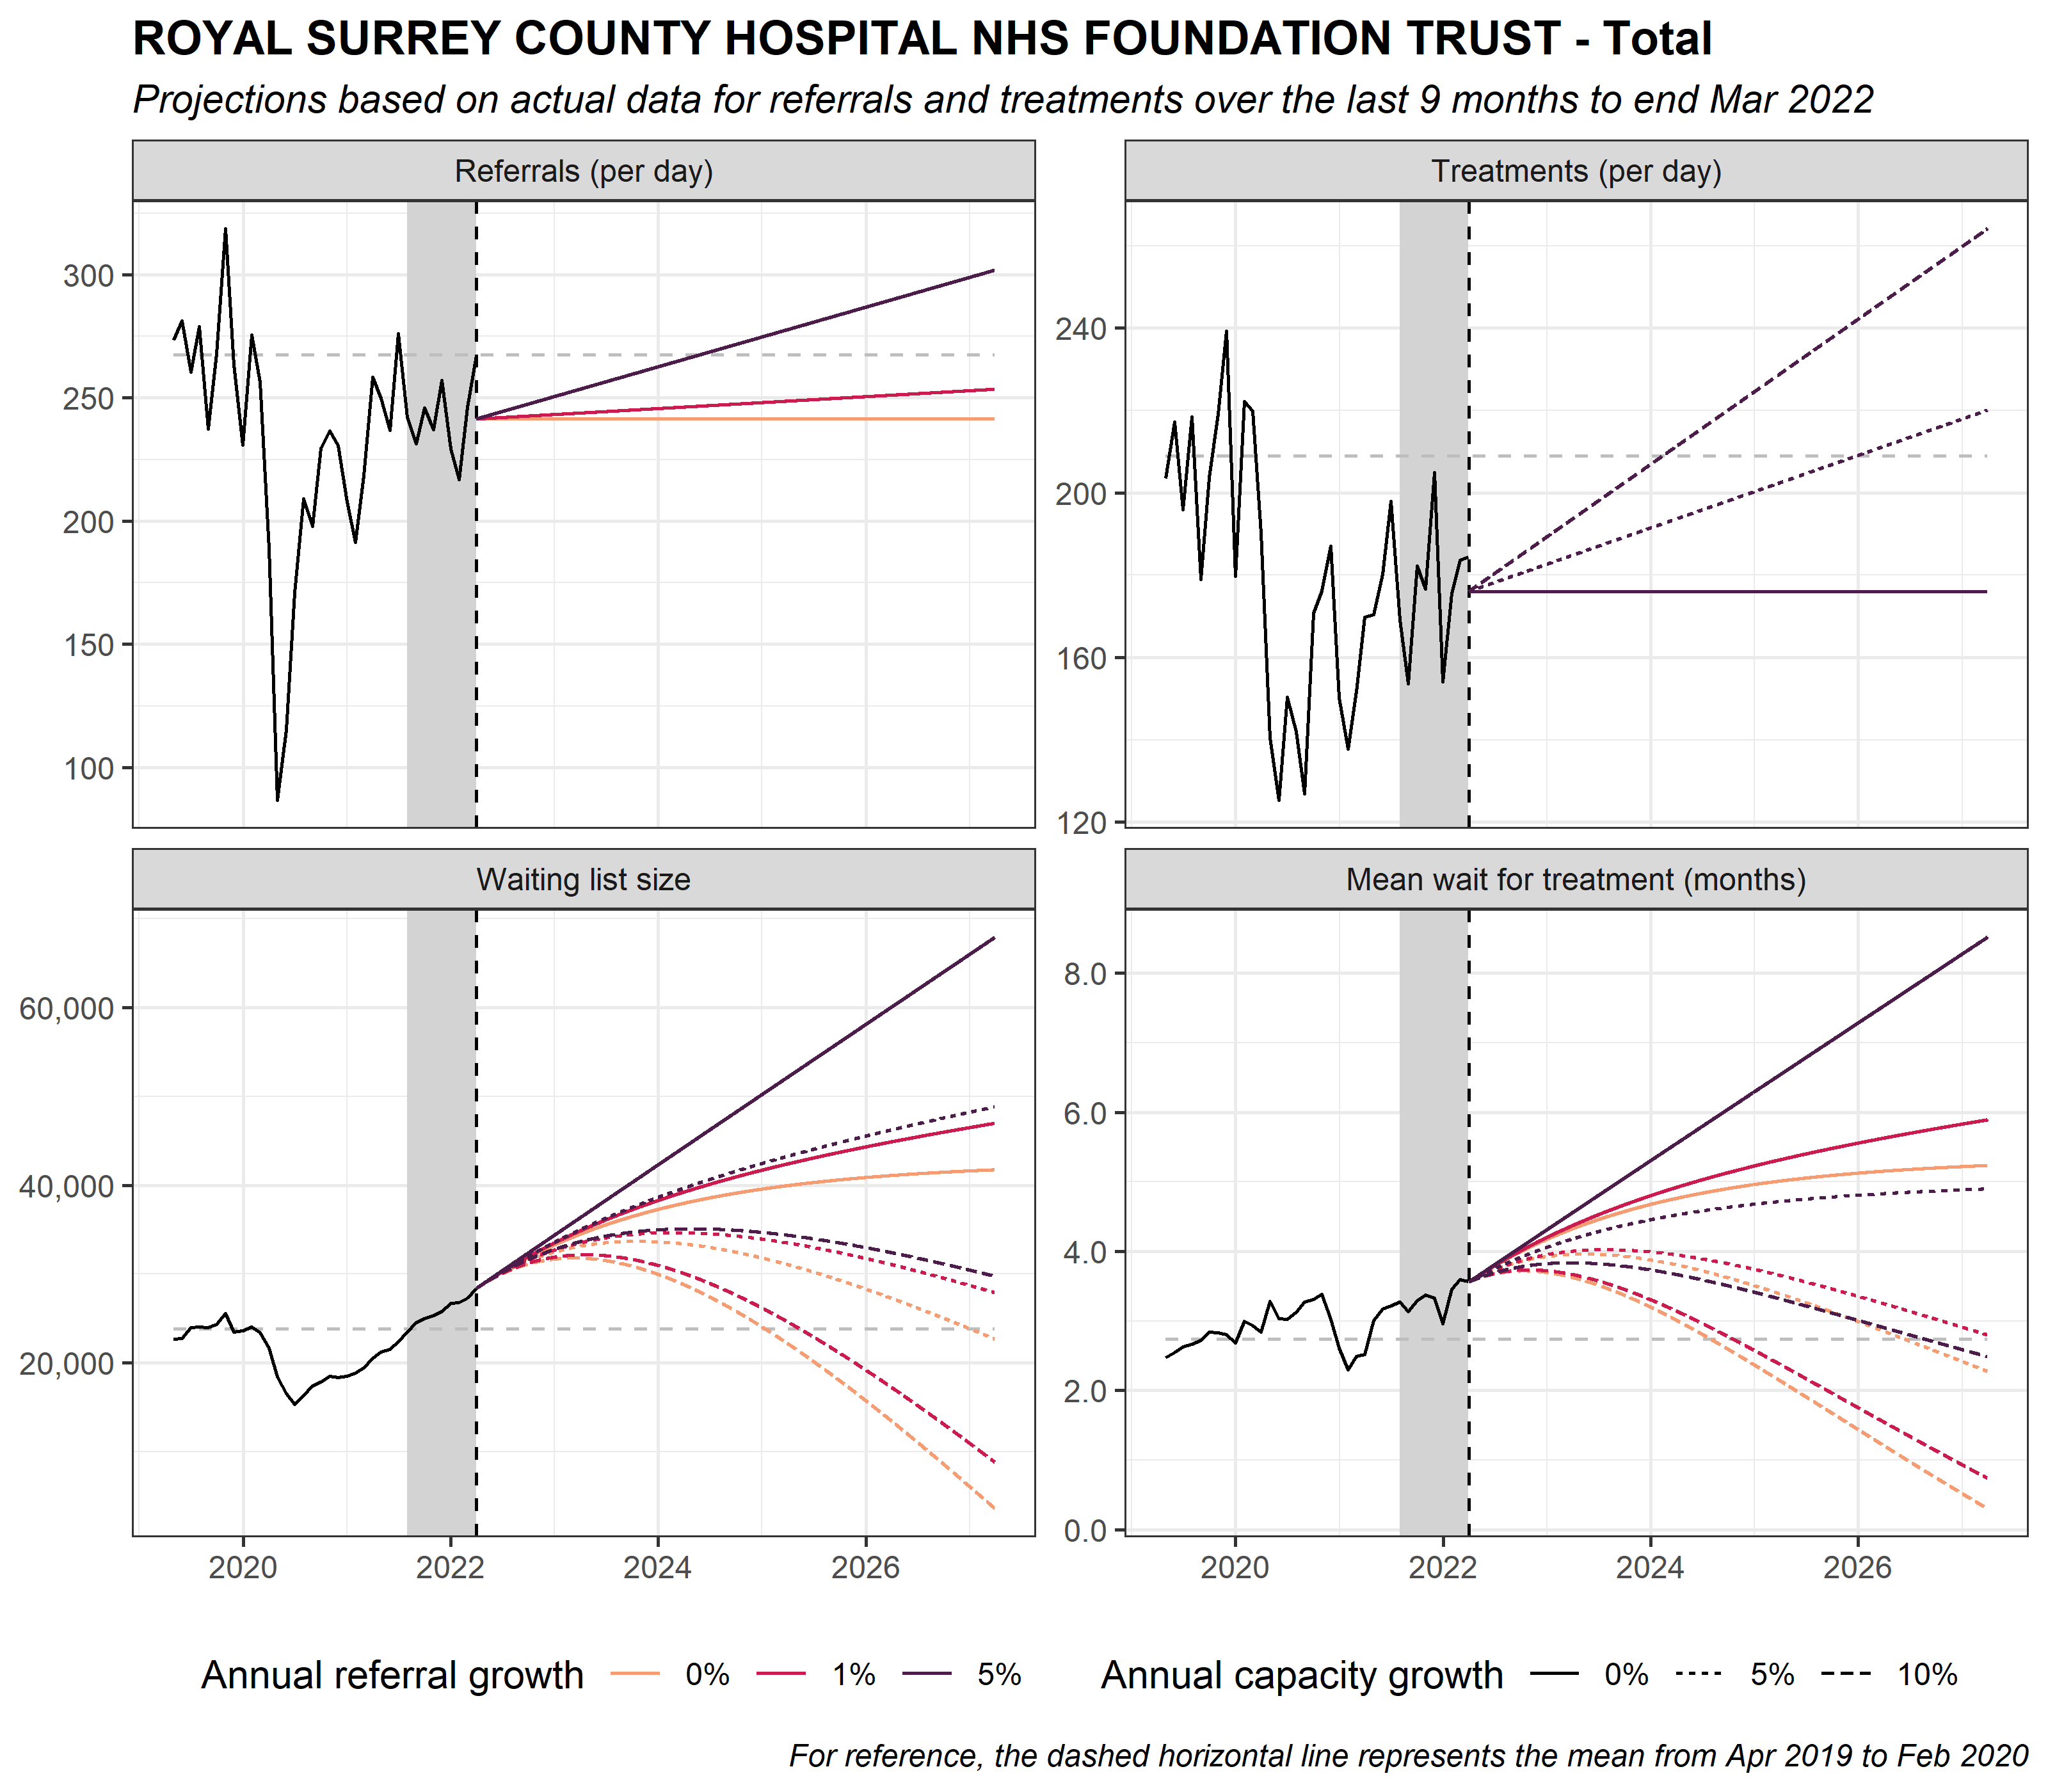 ROYAL SURREY COUNTY HOSPITAL NHS FOUNDATION TRUST - Total
Projections based on actual data for referrals and treatments over the last 9 months to end Mar 2022
Referrals (per day)
300
250
200
150
100
Treatments (per day)
240
200
160
120
Waiting list size
60,000
40,000
20,000
2020 2022 2024 2026
Mean wait for treatment (months)
8.0
6.0
4.0
2.0
0.0
2020 2022 2024 2026
Annual referral growth 0% 1% 5%
Annual capacity growth 0% 5% 10%
For reference, the dashed horizontal line represents the mean from Apr 2019 to Feb 2020